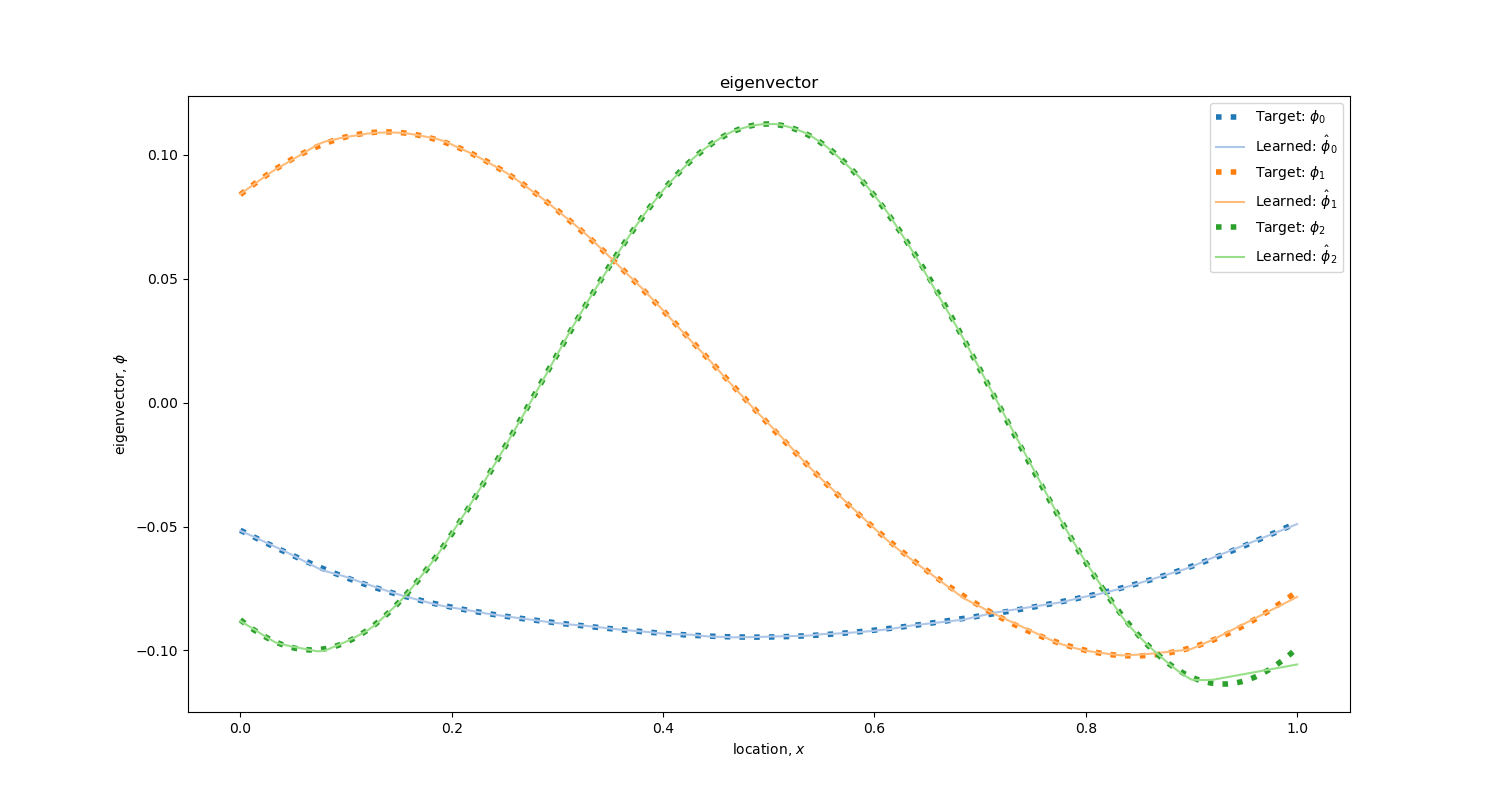 eigenvector
Target: ϕ₀
Learned: ϕ̂₀
Target: ϕ₁
Learned: ϕ̂₁
Target: ϕ₂
Learned: ϕ̂₂
0.10
0.05
0.00
−0.05
−0.10
eigenvector, ϕ
0.0 0.2 0.4 0.6 0.8 1.0
location, x